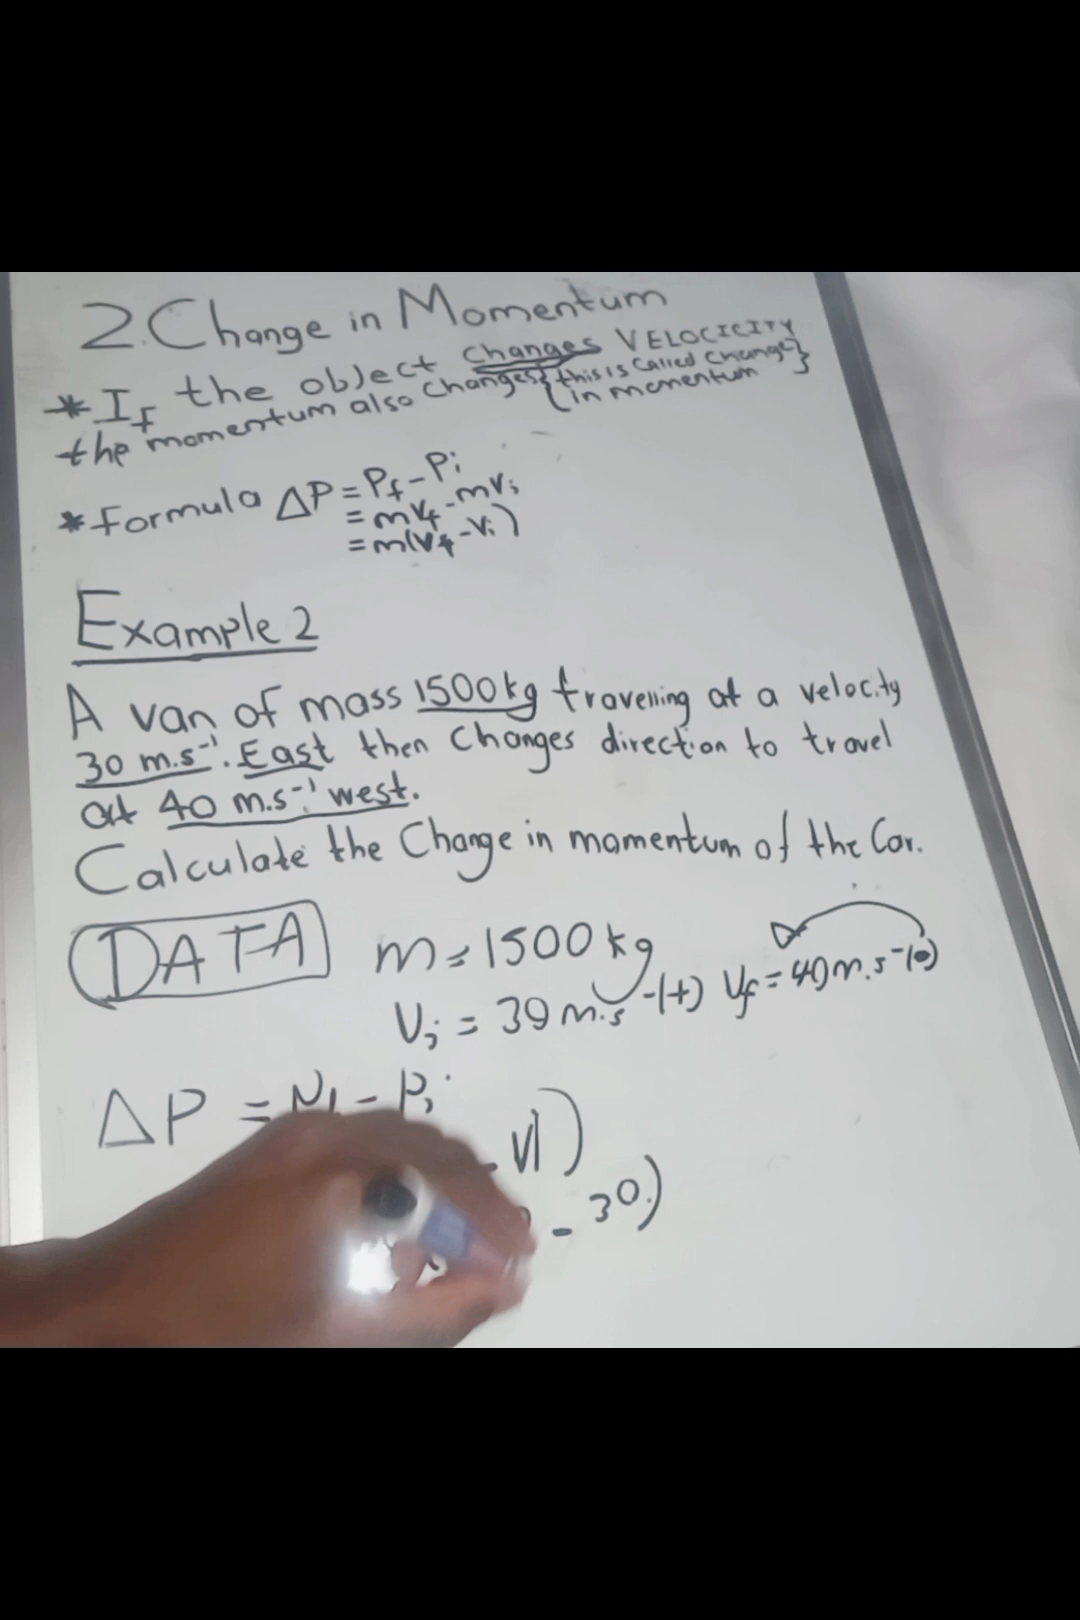 2. Change in Momentum
* If the object changes VELOCICITY
the momentum also changes { this is called change }
( in momentum
* Formula ΔP = Pf - Pi
= mvf - mvi
= m(vf - vi)
Example 2
A van of mass 1500kg travelling at a velocity
30 m.s⁻¹. East then changes direction to travel
at 40 m.s⁻¹ west.
Calculate the Change in momentum of the Car.
DATA m = 1500 kg
Vi = 30 m.s -(+) Vf = 40 m.s
ΔP = - Pi
- vi)
- 30.)